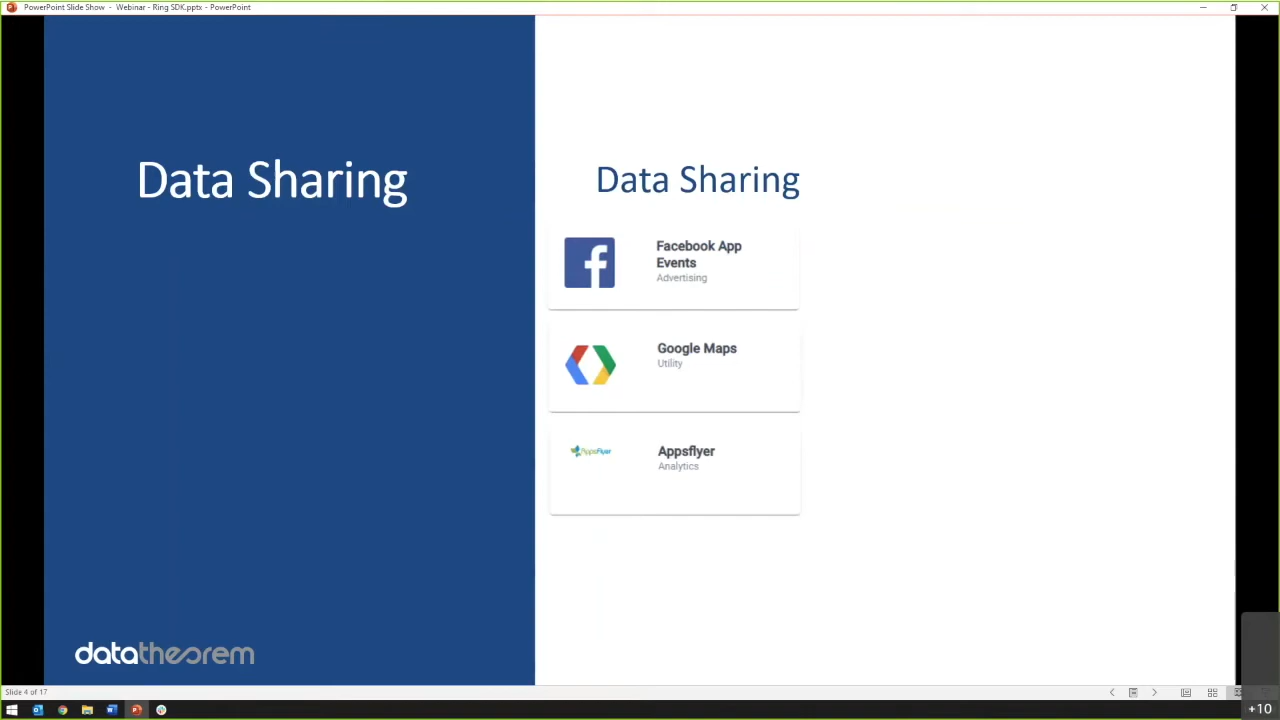 PowerPoint Slide Show - Webinar - Ring SDK.pptx - PowerPoint
Data Sharing
datatheorem
Data Sharing
Facebook App
Events
Advertising
Google Maps
Utility
AppsFlyer
Appsflyer
Analytics
Slide 4 of 17
+10